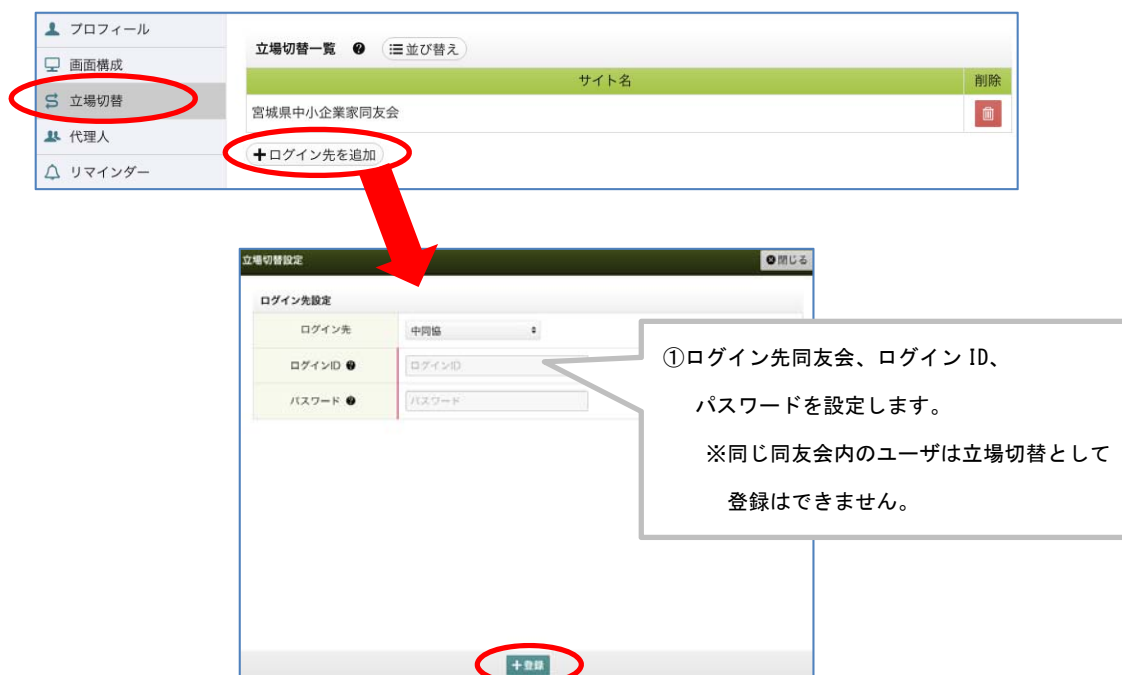 プロフィール
画面構成
立場切替
代理人
リマインダー
立場切替一覧 並び替え
サイト名 削除
宮城県中小企業家同友会
ログイン先を追加
立場切替設定 閉じる
ログイン先設定
ログイン先 中同協
ログインID ログインID
パスワード パスワード
①ログイン先同友会、ログイン ID、
パスワードを設定します。
※同じ同友会内のユーザは立場切替として
登録はできません。
+登録